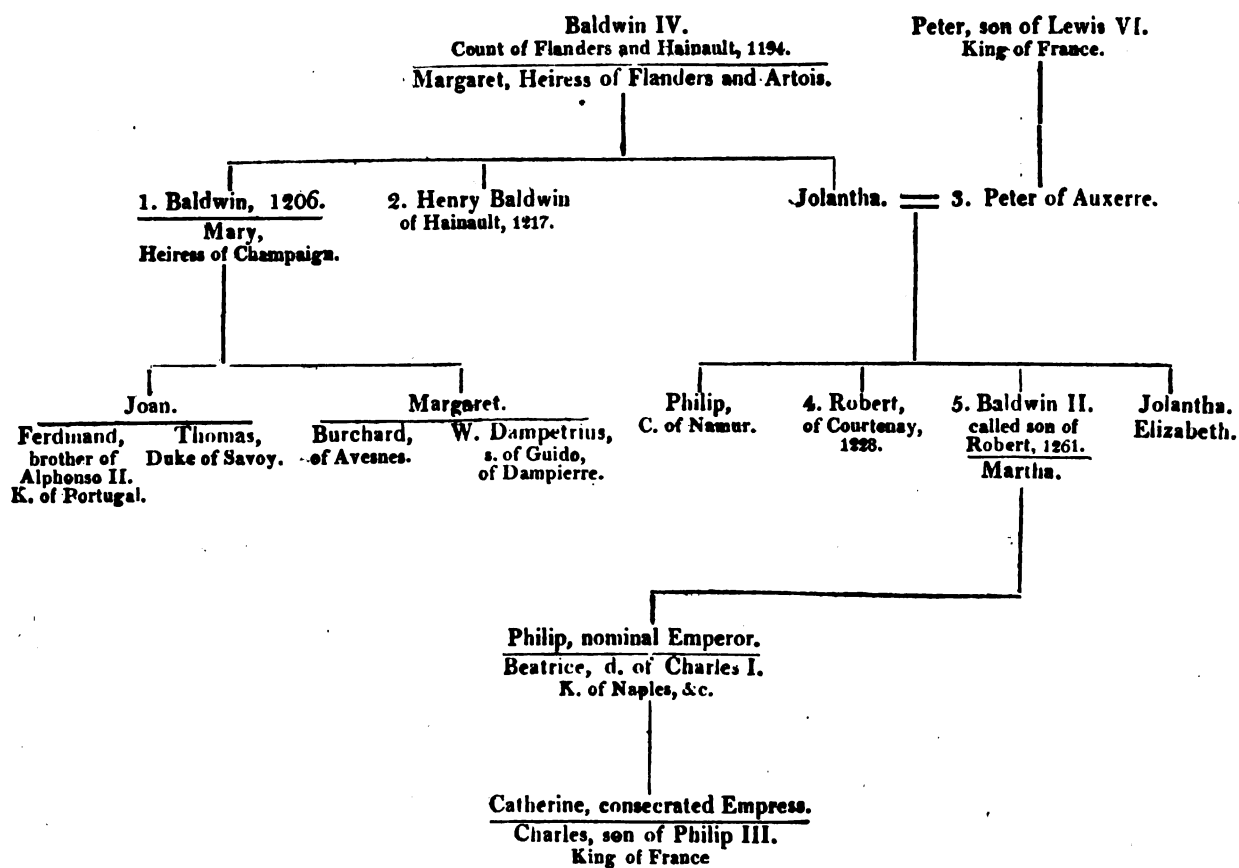 Baldwin IV.
Count of Flanders and Hainault, 1194.
Margaret, Heiress of Flanders and Artois.
Peter, son of Lewis VI.
King of France.
1. Baldwin, 1206.
Mary,
Heiress of Champaign.
2. Henry Baldwin
of Hainault, 1217.
Jolantha.
3. Peter of Auxerre.
Joan.
Ferdinand,
brother of
Alphonso II.
K. of Portugal.
Thomas,
Duke of Savoy.
Margaret.
Burchard,
of Avesnes.
W. Dampetrius,
s. of Guido,
of Dampierre.
Philip,
C. of Namur.
4. Robert,
of Courtenay,
1228.
5. Baldwin II.
called son of
Robert, 1261.
Martha.
Jolantha.
Elizabeth.
Philip, nominal Emperor.
Beatrice, d. of Charles I.
K. of Naples, &c.
Catherine, consecrated Empress.
Charles, son of Philip III.
King of France